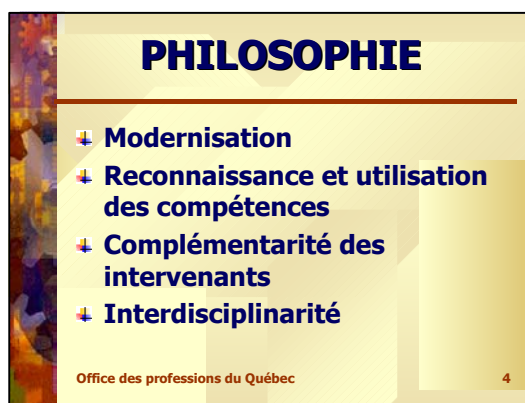 PHILOSOPHIE
Modernisation
Reconnaissance et utilisation
des compétences
Complémentarité des
intervenants
Interdisciplinarité
Office des professions du Québec 4